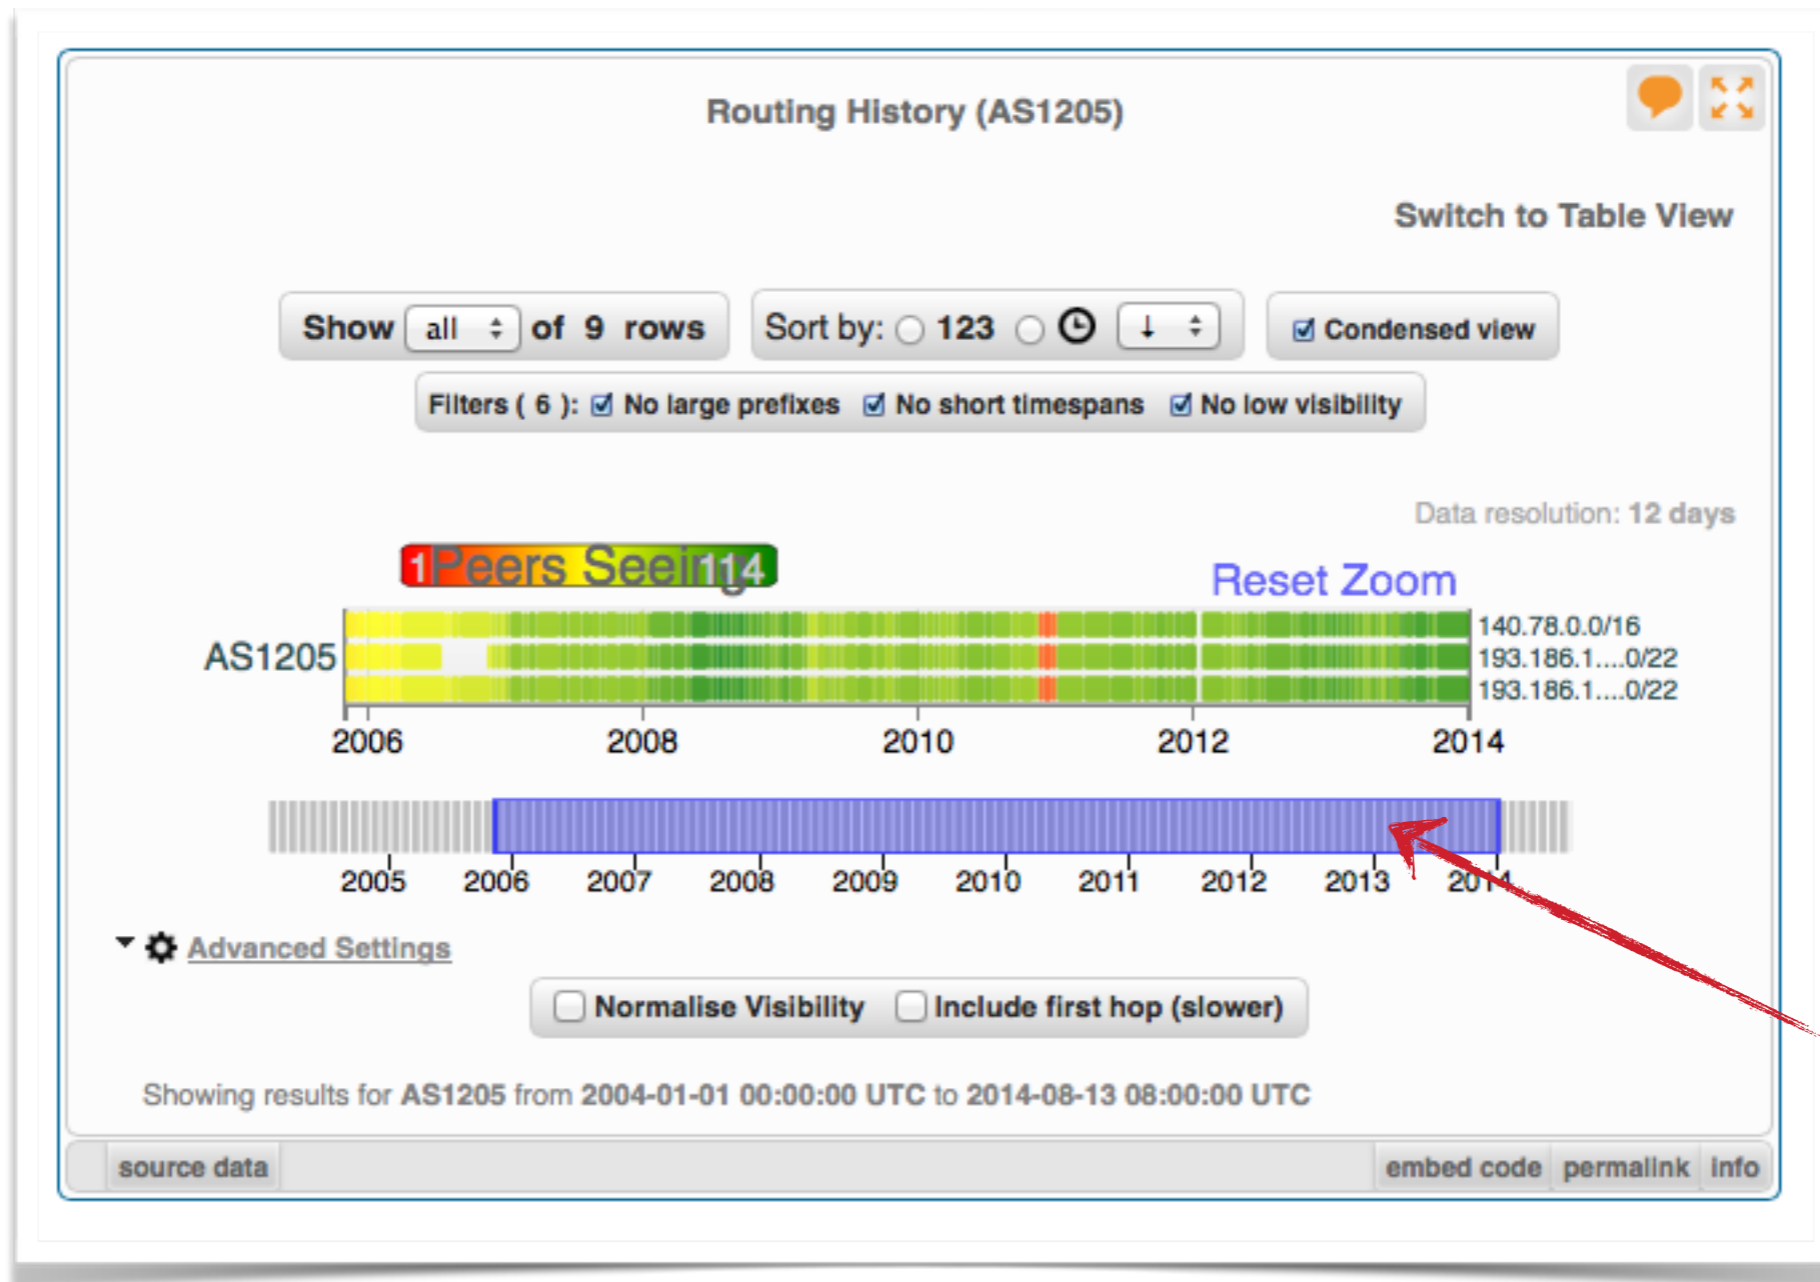 Routing History (AS1205)
Switch to Table View
Show all of 9 rows Sort by: 123 ↓ Condensed view
Filters ( 6 ): No large prefixes No short timespans No low visibility
Data resolution: 12 days
1 Peers Seeing 114
Reset Zoom
140.78.0.0/16
AS1205 193.186.1....0/22
193.186.1....0/22
2006 2008 2010 2012 2014
2005 2006 2007 2008 2009 2010 2011 2012 2013 2014
Advanced Settings
Normalise Visibility Include first hop (slower)
Showing results for AS1205 from 2004-01-01 00:00:00 UTC to 2014-08-13 08:00:00 UTC
source data embed code permalink info